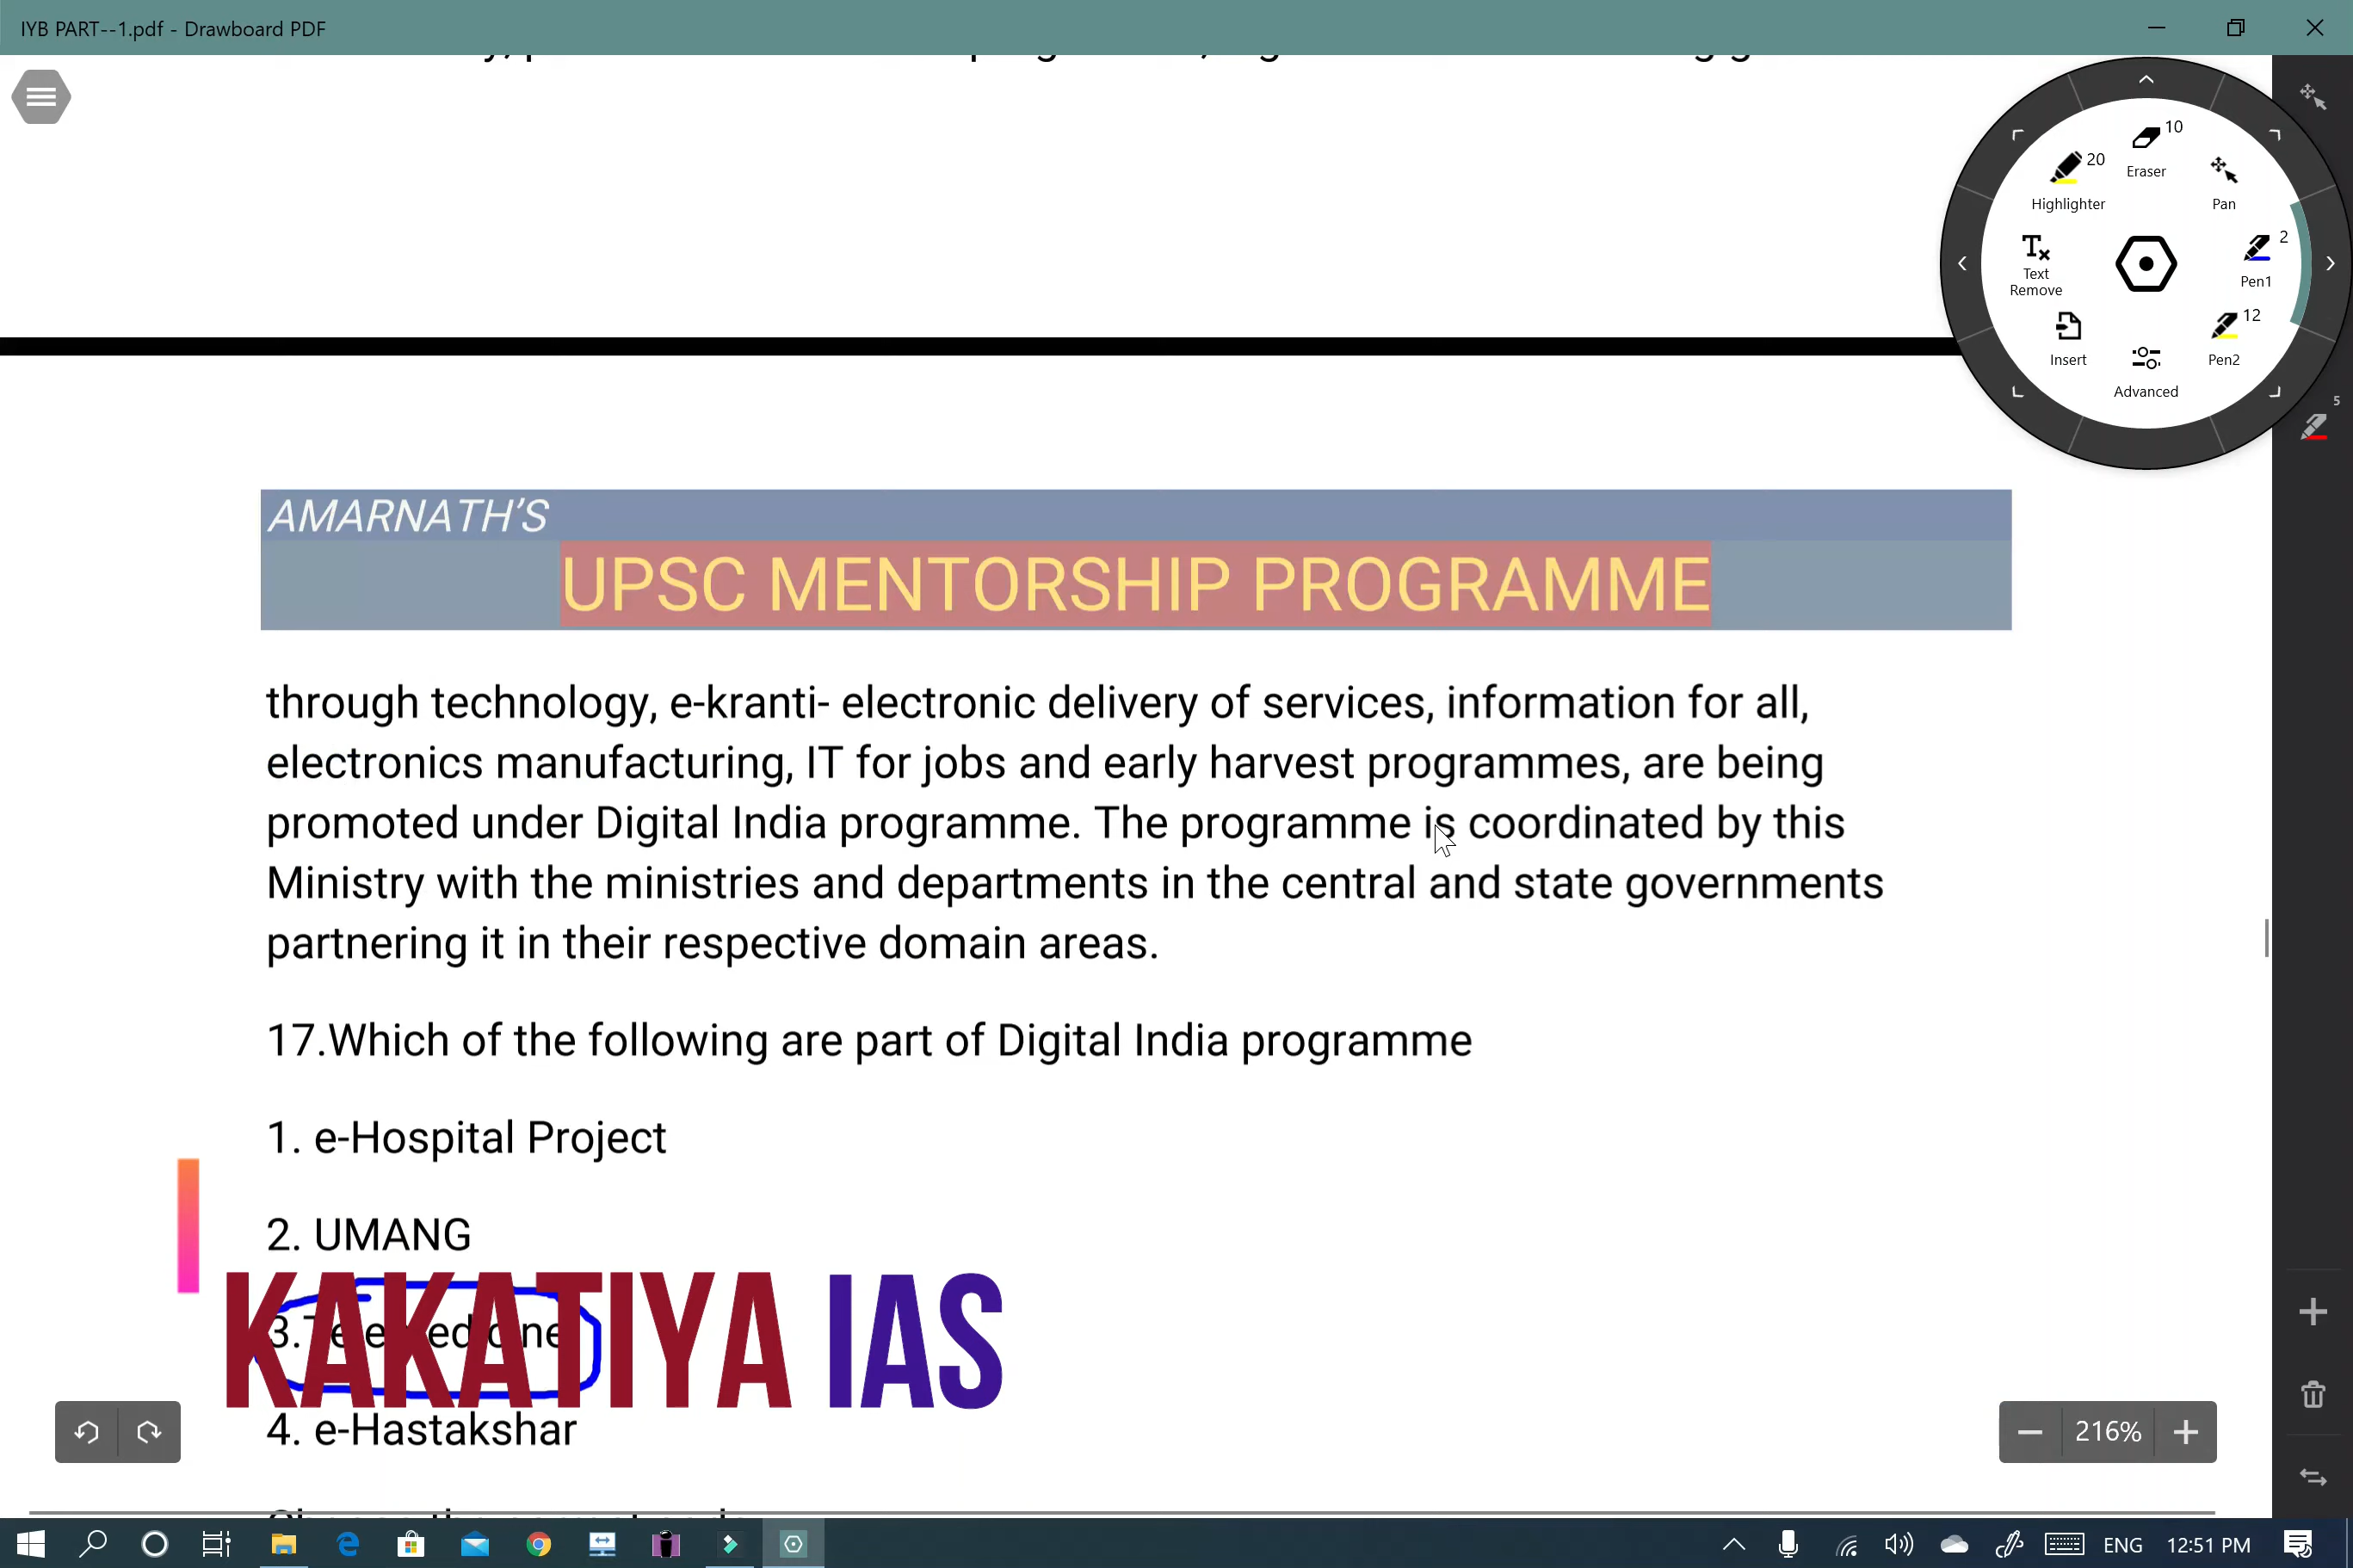 IYB PART--1.pdf - Drawboard PDF
10
Eraser
20
Highlighter
Pan
Text
Remove
2
Pen1
12
Pen2
Insert
Advanced
5
AMARNATH'S
UPSC MENTORSHIP PROGRAMME
through technology, e-kranti- electronic delivery of services, information for all,
electronics manufacturing, IT for jobs and early harvest programmes, are being
promoted under Digital India programme. The programme is coordinated by this
Ministry with the ministries and departments in the central and state governments
partnering it in their respective domain areas.
17.Which of the following are part of Digital India programme
1. e-Hospital Project
2. UMANG
KAKATIYA IAS
4. e-Hastakshar
216%
ENG
12:51 PM